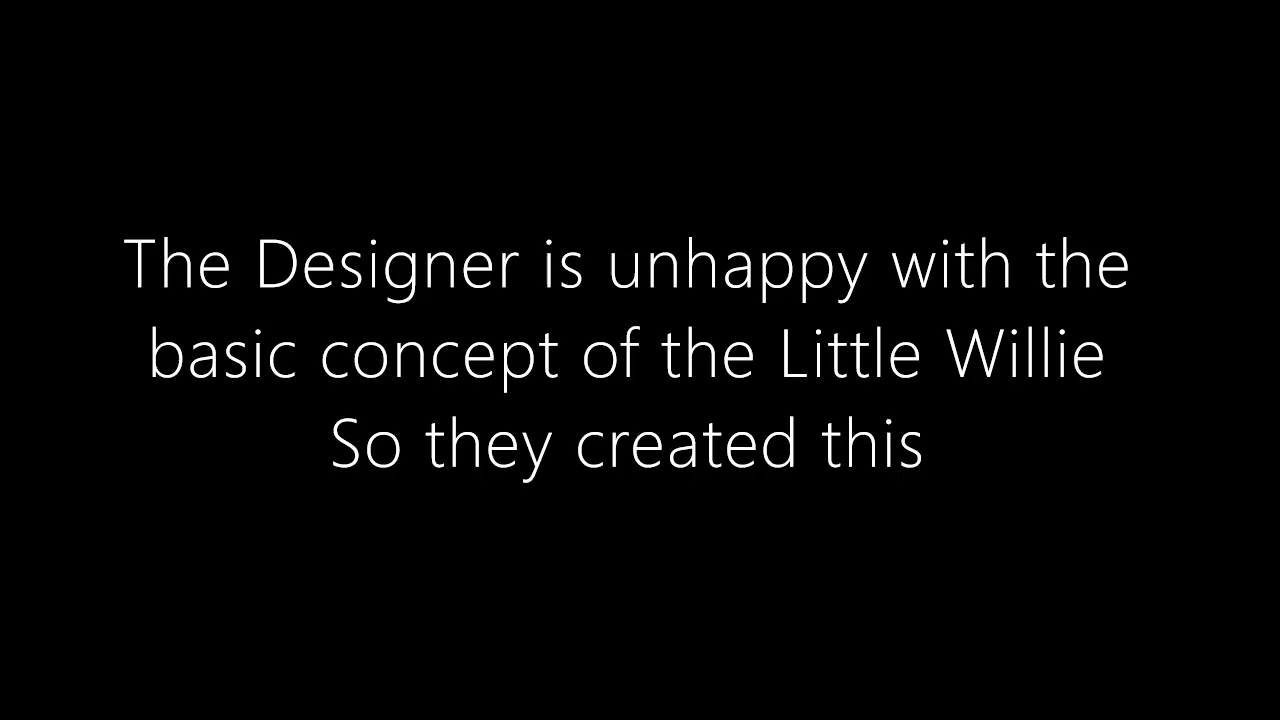 The Designer is unhappy with the
basic concept of the Little Willie
So they created this